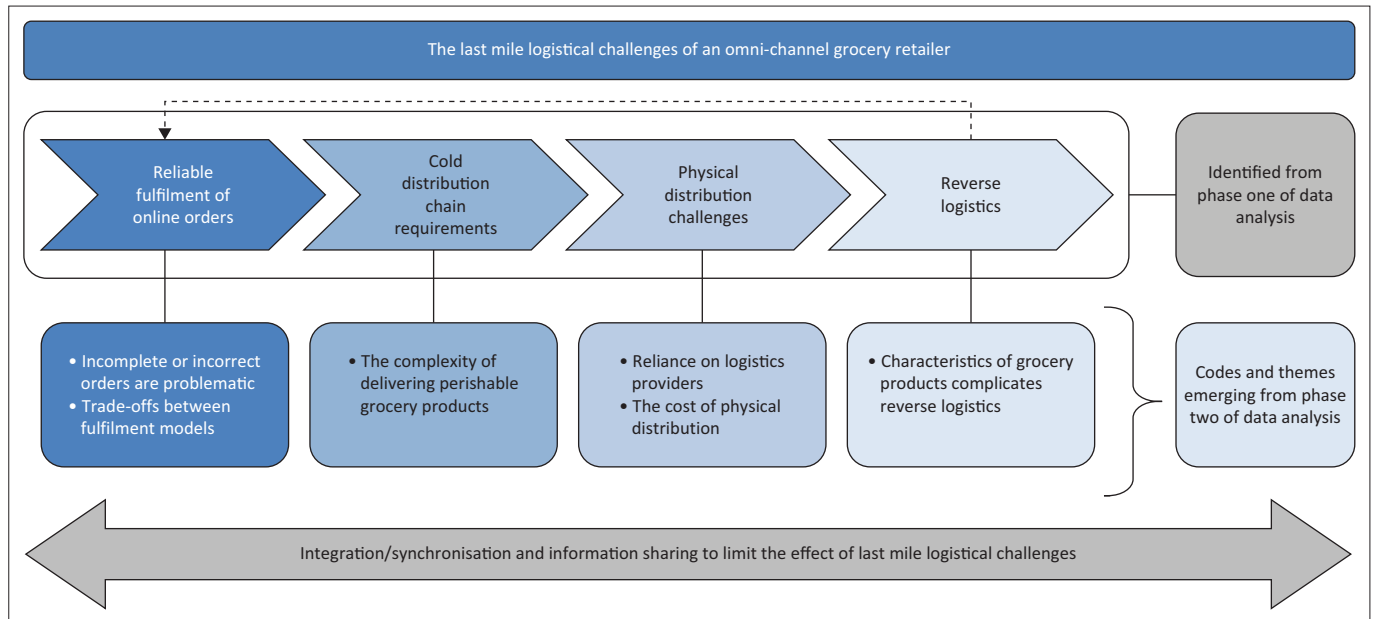 The last mile logistical challenges of an omni-channel grocery retailer
Reliable
fulfilment of
online orders
Cold
distribution
chain
requirements
Physical
distribution
challenges
Reverse
logistics
Identified from
phase one of data
analysis
• Incomplete or incorrect
orders are problematic
• Trade-offs between
fulfilment models
• The complexity of
delivering perishable
grocery products
• Reliance on logistics
providers
• The cost of physical
distribution
• Characteristics of grocery
products complicates
reverse logistics
Codes and themes
emerging from phase
two of data analysis
Integration/synchronisation and information sharing to limit the effect of last mile logistical challenges